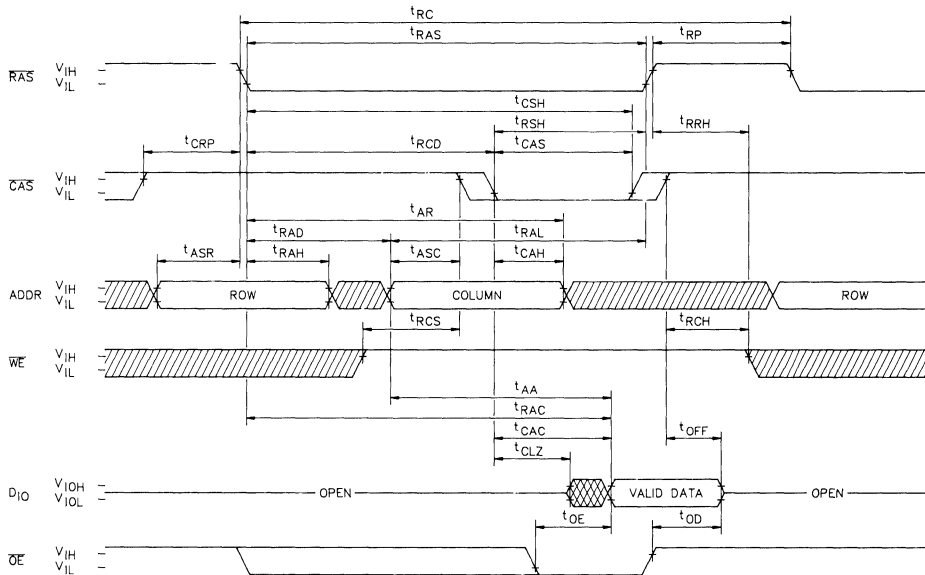 tRC
tRAS
tRP
RAS VIH
VIL
tCSH
tRSH
tRRH
tCRP
tRCD
tCAS
CAS VIH
VIL
tAR
tRAD
tRAL
tASR
tRAH
tASC
tCAH
ADDR VIH
VIL
ROW
COLUMN
ROW
tRCS
tRCH
WE VIH
VIL
tAA
tRAC
tCAC
tOFF
tCLZ
DIO VIOH
VIOL
OPEN
VALID DATA
OPEN
tOE
tOD
OE VIH
VIL